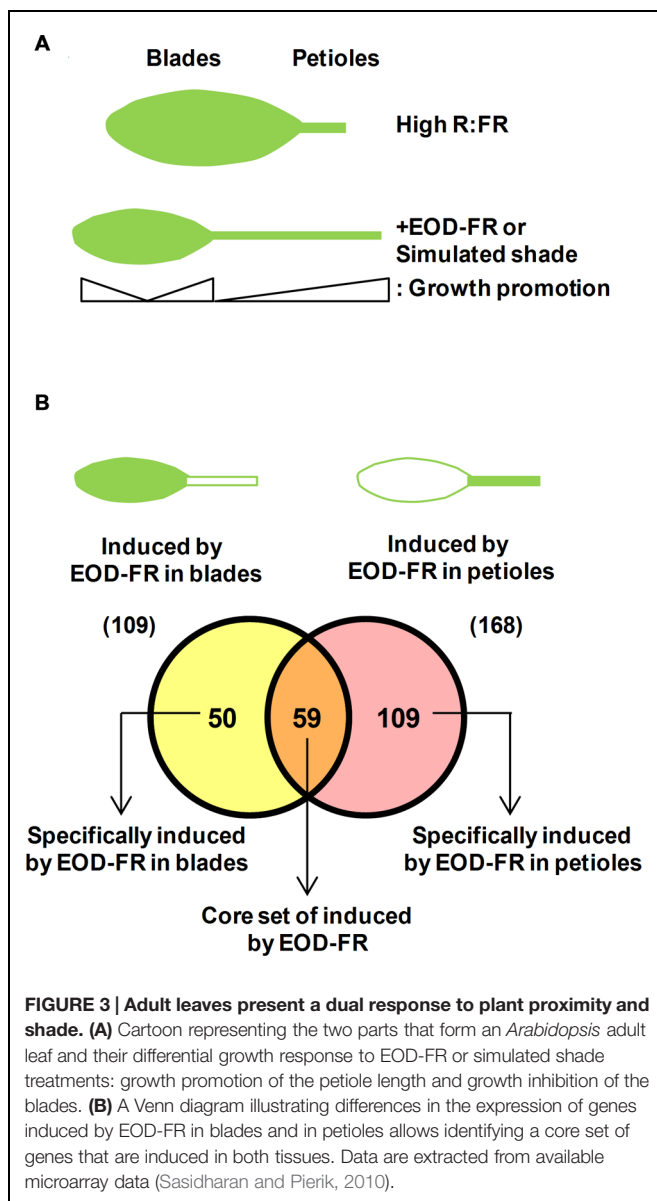 A
Blades Petioles
High R:FR
+EOD-FR or
Simulated shade
: Growth promotion
B
Induced by
EOD-FR in blades
Induced by
EOD-FR in petioles
(109)
(168)
50 59 109
Specifically induced
by EOD-FR in blades
Specifically induced
by EOD-FR in petioles
Core set of induced
by EOD-FR
FIGURE 3 | Adult leaves present a dual response to plant proximity and
shade. (A) Cartoon representing the two parts that form an Arabidopsis adult
leaf and their differential growth response to EOD-FR or simulated shade
treatments: growth promotion of the petiole length and growth inhibition of the
blades. (B) A Venn diagram illustrating differences in the expression of genes
induced by EOD-FR in blades and in petioles allows identifying a core set of
genes that are induced in both tissues. Data are extracted from available
microarray data (Sasidharan and Pierik, 2010).